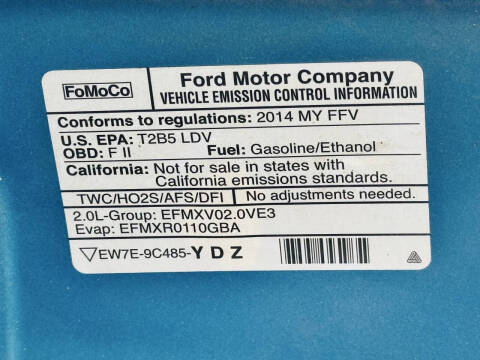 FoMoCo
Ford Motor Company
VEHICLE EMISSION CONTROL INFORMATION
Conforms to regulations: 2014 MY FFV
U.S. EPA: T2B5 LDV
OBD: F II Fuel: Gasoline/Ethanol
California: Not for sale in states with
California emissions standards.
TWC/HO2S/AFS/DFI No adjustments needed.
2.0L-Group: EFMXV02.0VE3
Evap: EFMXR0110GBA
EW7E-9C485-Y D Z